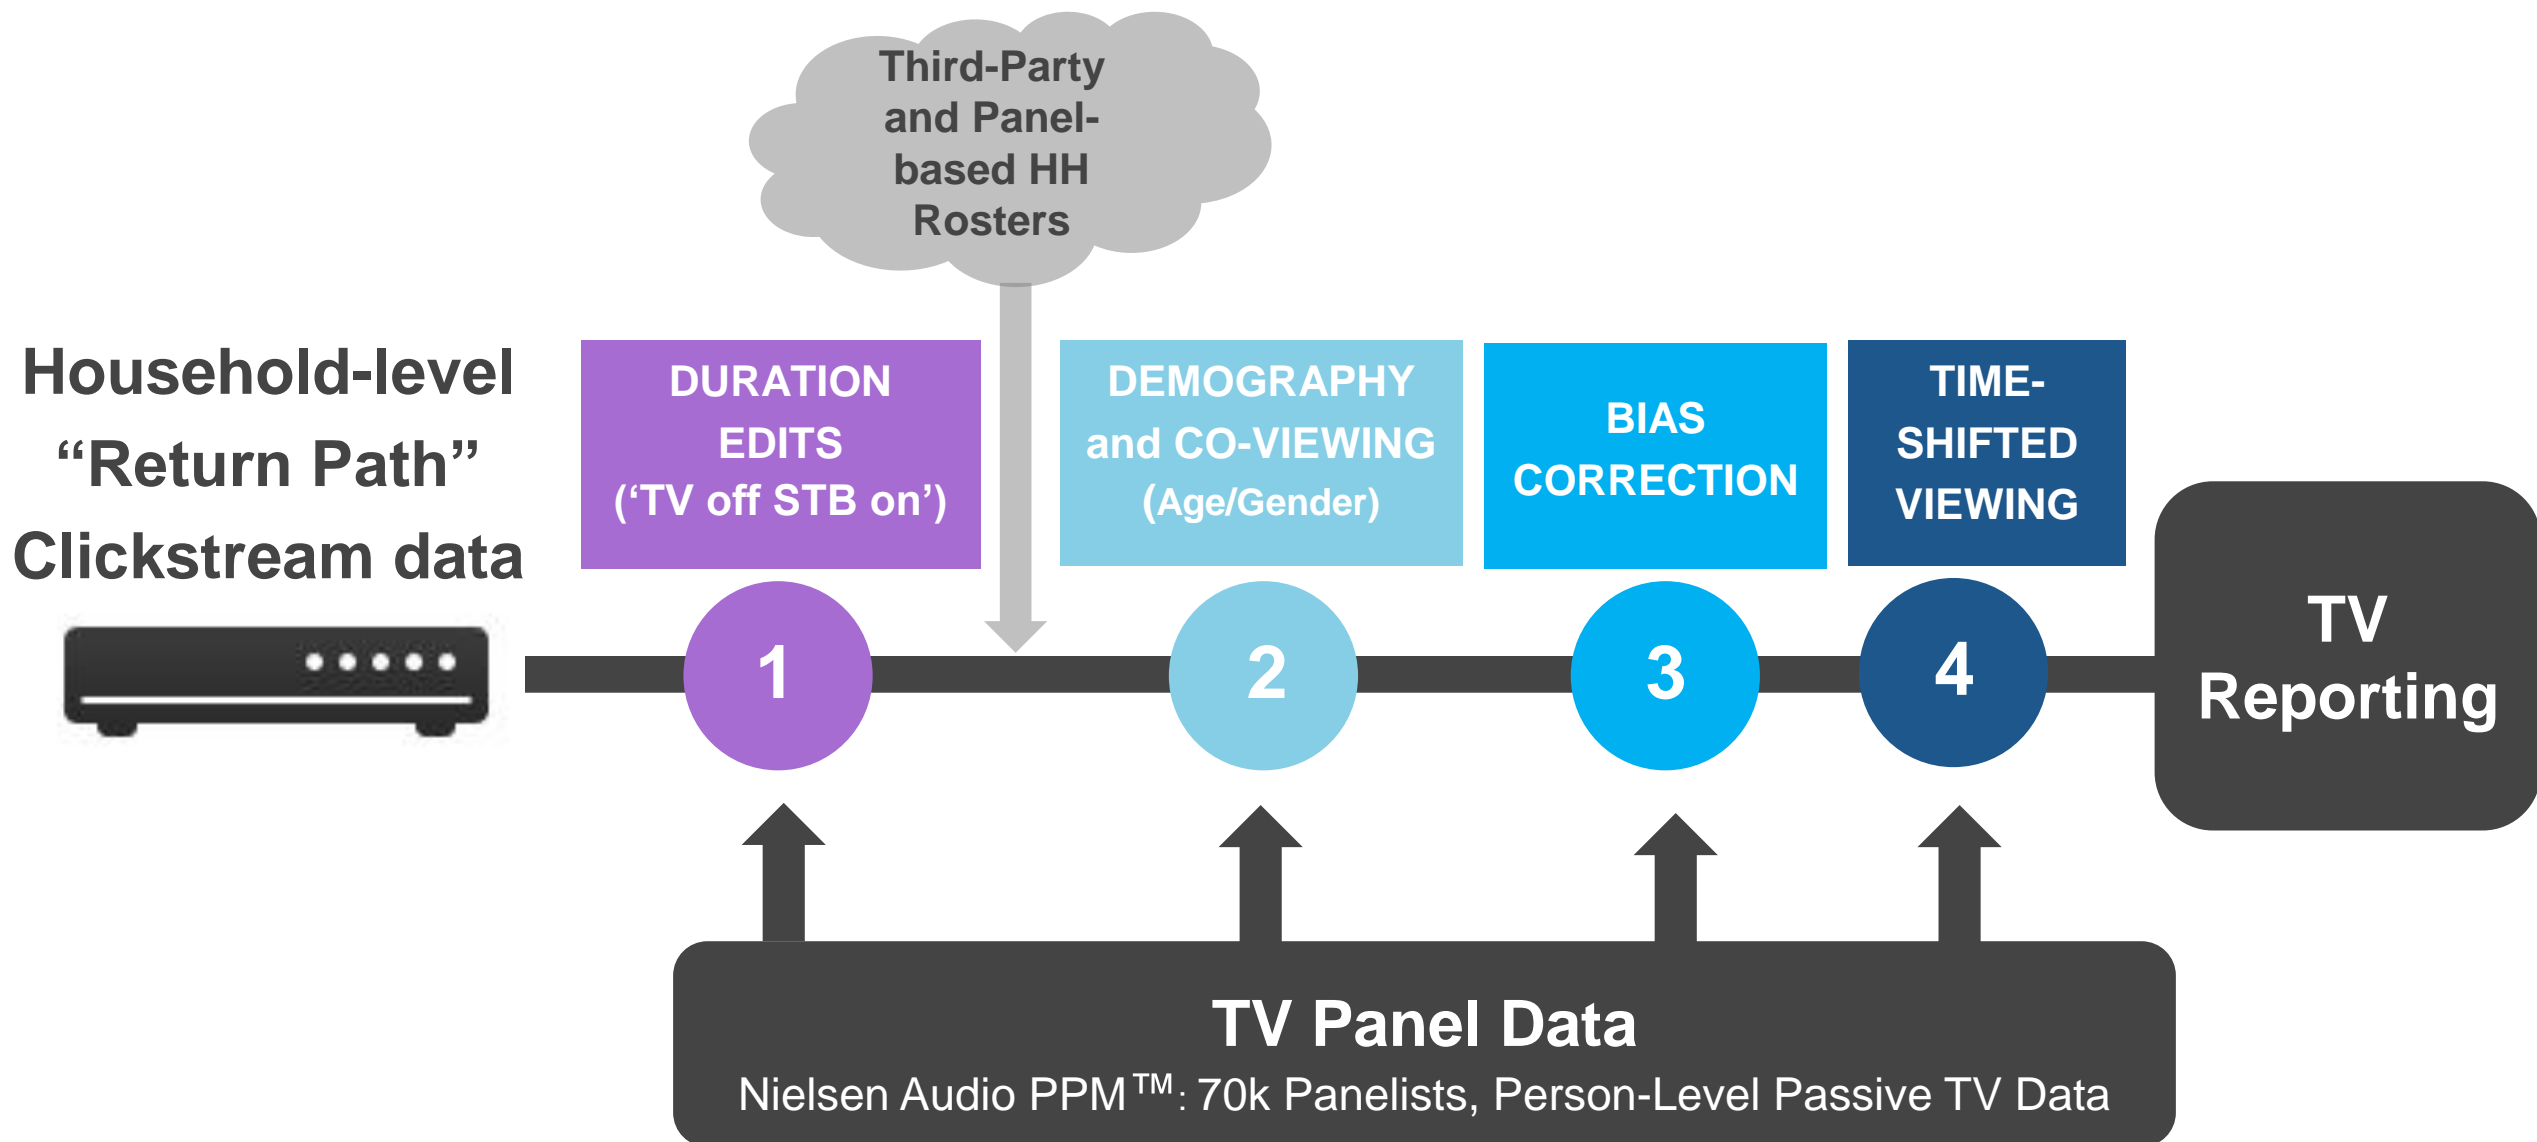 Third-Party
and Panel-
based HH
Rosters
Household-level
“Return Path”
Clickstream data
DURATION
EDITS
(‘TV off STB on’)
DEMOGRAPHY
and CO-VIEWING
(Age/Gender)
BIAS
CORRECTION
TIME-
SHIFTED
VIEWING
1
2
3
4
TV
Reporting
TV Panel Data
Nielsen Audio PPM™: 70k Panelists, Person-Level Passive TV Data